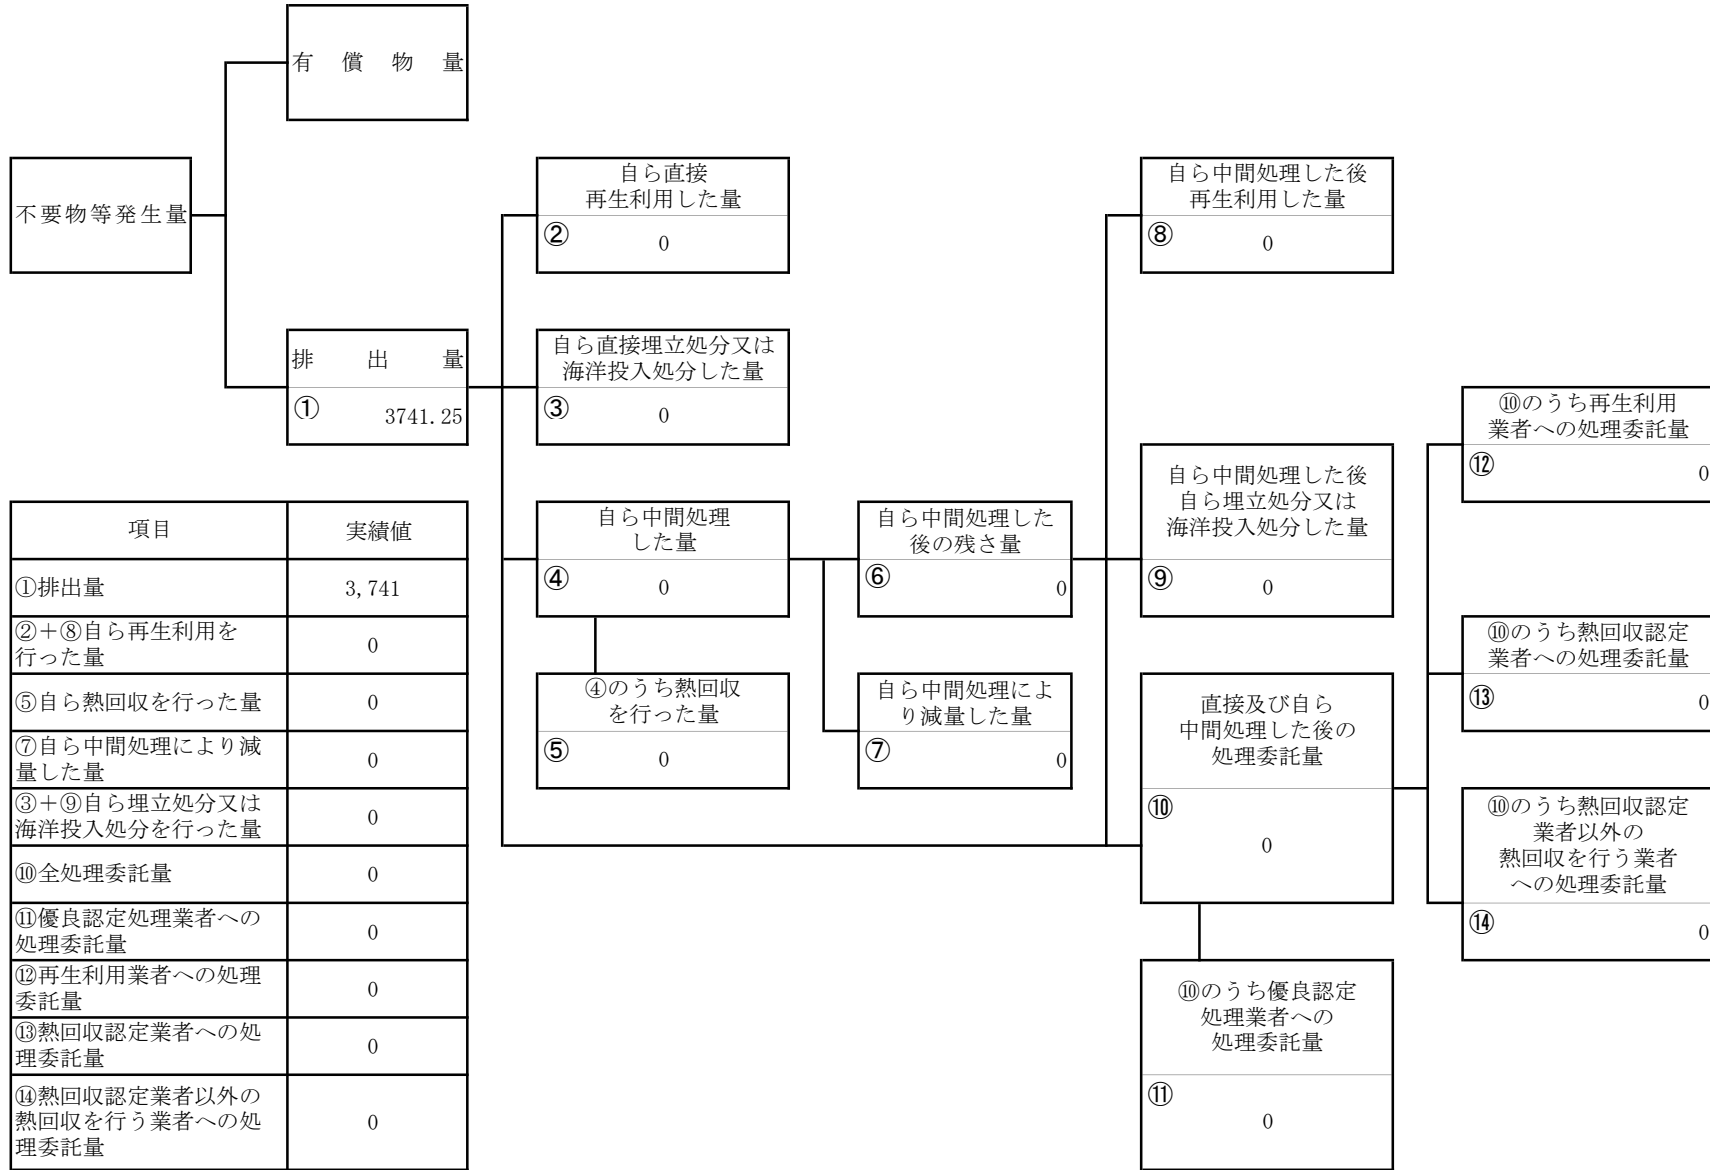 有償物量
不要物等発生量
排出量
① 3741.25
自ら直接
再生利用した量
② 0
自ら直接埋立処分又は
海洋投入処分した量
③ 0
自ら中間処理
した量
④ 0
④のうち熱回収
を行った量
⑤ 0
自ら中間処理した
後の残さ量
⑥ 0
自ら中間処理によ
り減量した量
⑦ 0
自ら中間処理した後
再生利用した量
⑧ 0
自ら中間処理した後
自ら埋立処分又は
海洋投入処分した量
⑨ 0
直接及び自ら
中間処理した後の
処理委託量
⑩
0
⑩のうち優良認定
処理業者への
処理委託量
⑪
0
⑩のうち再生利用
業者への処理委託量
⑫ 0
⑩のうち熱回収認定
業者への処理委託量
⑬ 0
⑩のうち熱回収認定
業者以外の
熱回収を行う業者
への処理委託量
⑭ 0
項目 実績値
①排出量 3,741
②+⑧自ら再生利用を
行った量 0
⑤自ら熱回収を行った量 0
⑦自ら中間処理により減
量した量 0
③+⑨自ら埋立処分又は
海洋投入処分を行った量 0
⑩全処理委託量 0
⑪優良認定処理業者への
処理委託量 0
⑫再生利用業者への処理
委託量 0
⑬熱回収認定業者への処
理委託量 0
⑭熱回収認定業者以外の
熱回収を行う業者への処
理委託量 0